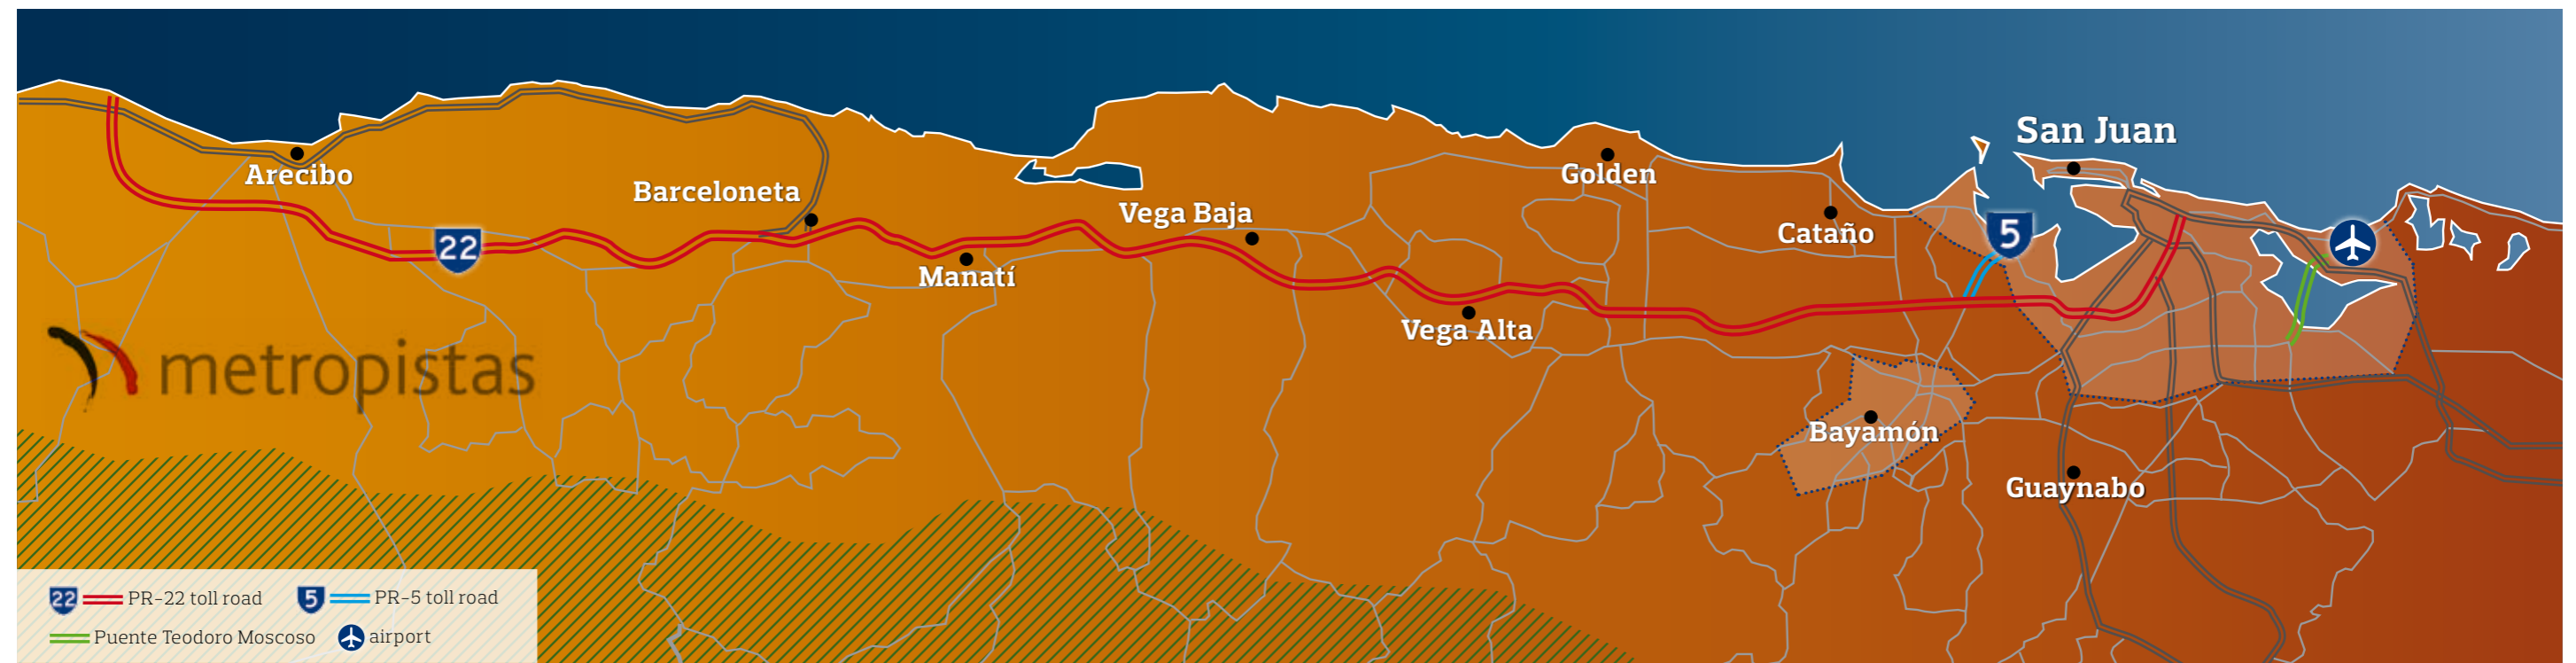 San Juan
Arecibo
Barceloneta
Golden
Vega Baja
Cataño
5
22
Manatí
Vega Alta
metropistas
Bayamón
Guaynabo
22 PR-22 toll road 5 PR-5 toll road
Puente Teodoro Moscoso airport